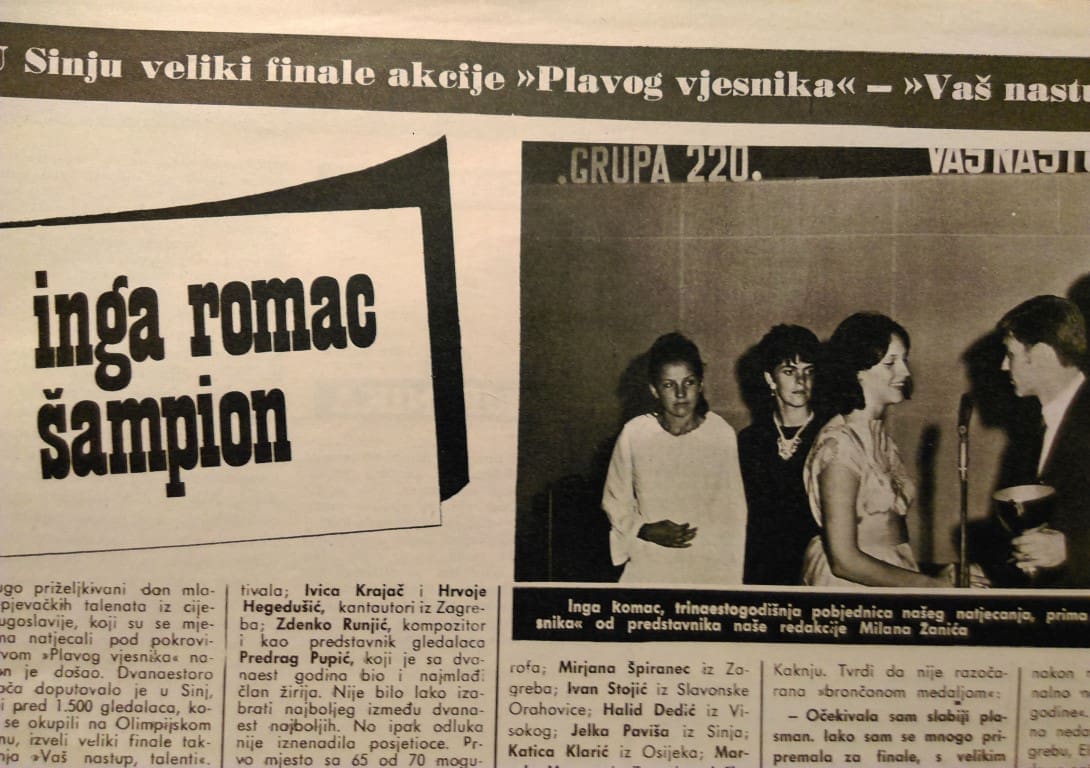 U Sinju veliki finale akcije »Plavog vjesnika« – »Vaš nastu
inga romac
šampion
.GRUPA 220.
VAŠ NAST
ugo priželjkivani dan mla-
pjevačkih talenata iz cije-
ugoslavije, koji su se mje-
na natjecali pod pokrovi-
vom »Plavog vjesnika« na-
on je došao. Dvanaestoro
ača doputovalo je u Sinj,
i pred 1.500 gledalaca, ko-
se okupili na Olimpijskom
nu, izveli veliki finale tak-
nja »Vaš nastup, talenti«.
tivala; Ivica Krajač i Hrvoje
Hegedušić, kantautori iz Zagre-
ba; Zdenko Runjić, kompozitor
i kao predstavnik gledalaca
Predrag Pupić, koji je sa dva-
naest godina bio i najmlađi
član žirija. Nije bilo lako iza-
brati najboljeg između dvana-
est najboljih. No ipak odluka
nije iznenadila posjetioce. Pr-
vo mjesto sa 65 od 70 mogu-
Inga Romac, trinaestogodišnja pobjednica našeg natjecanja, prima
snika« od predstavnika naše redakcije Milana Zanića
rofa; Mirjana Špiranec iz Za-
greba; Ivan Stojić iz Slavonske
Orahovice; Halid Dedić iz Vi-
sokog; Jelka Paviša iz Sinja;
Katica Klarić iz Osijeka; Mar-
Kaknju. Tvrdi da nije razoča-
rana »brončanom medaljom«:
– Očekivala sam slabiji pla-
sman. Iako sam se mnogo pri-
premala za finale, s velikim
nakon
nalno v
godine«.
na neda
grebu, E